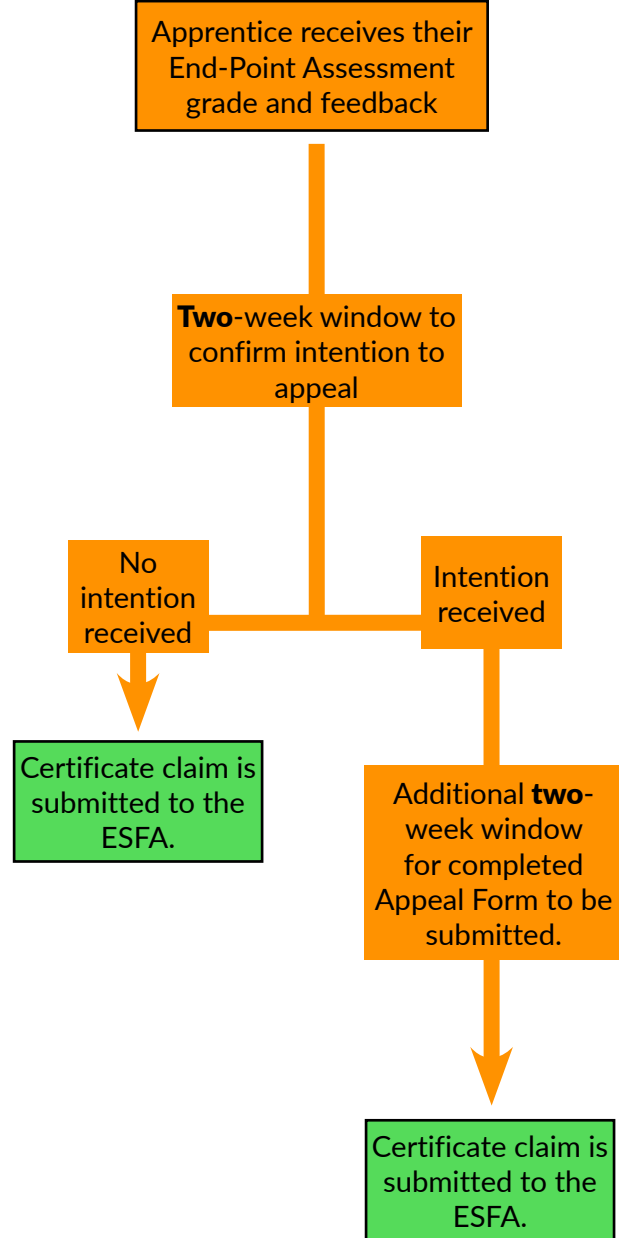 Apprentice receives their
End-Point Assessment
grade and feedback
Two-week window to
confirm intention to
appeal
No
intention
received
Intention
received
Certificate claim is
submitted to the
ESFA.
Additional two-
week window
for completed
Appeal Form to be
submitted.
Certificate claim is
submitted to the
ESFA.